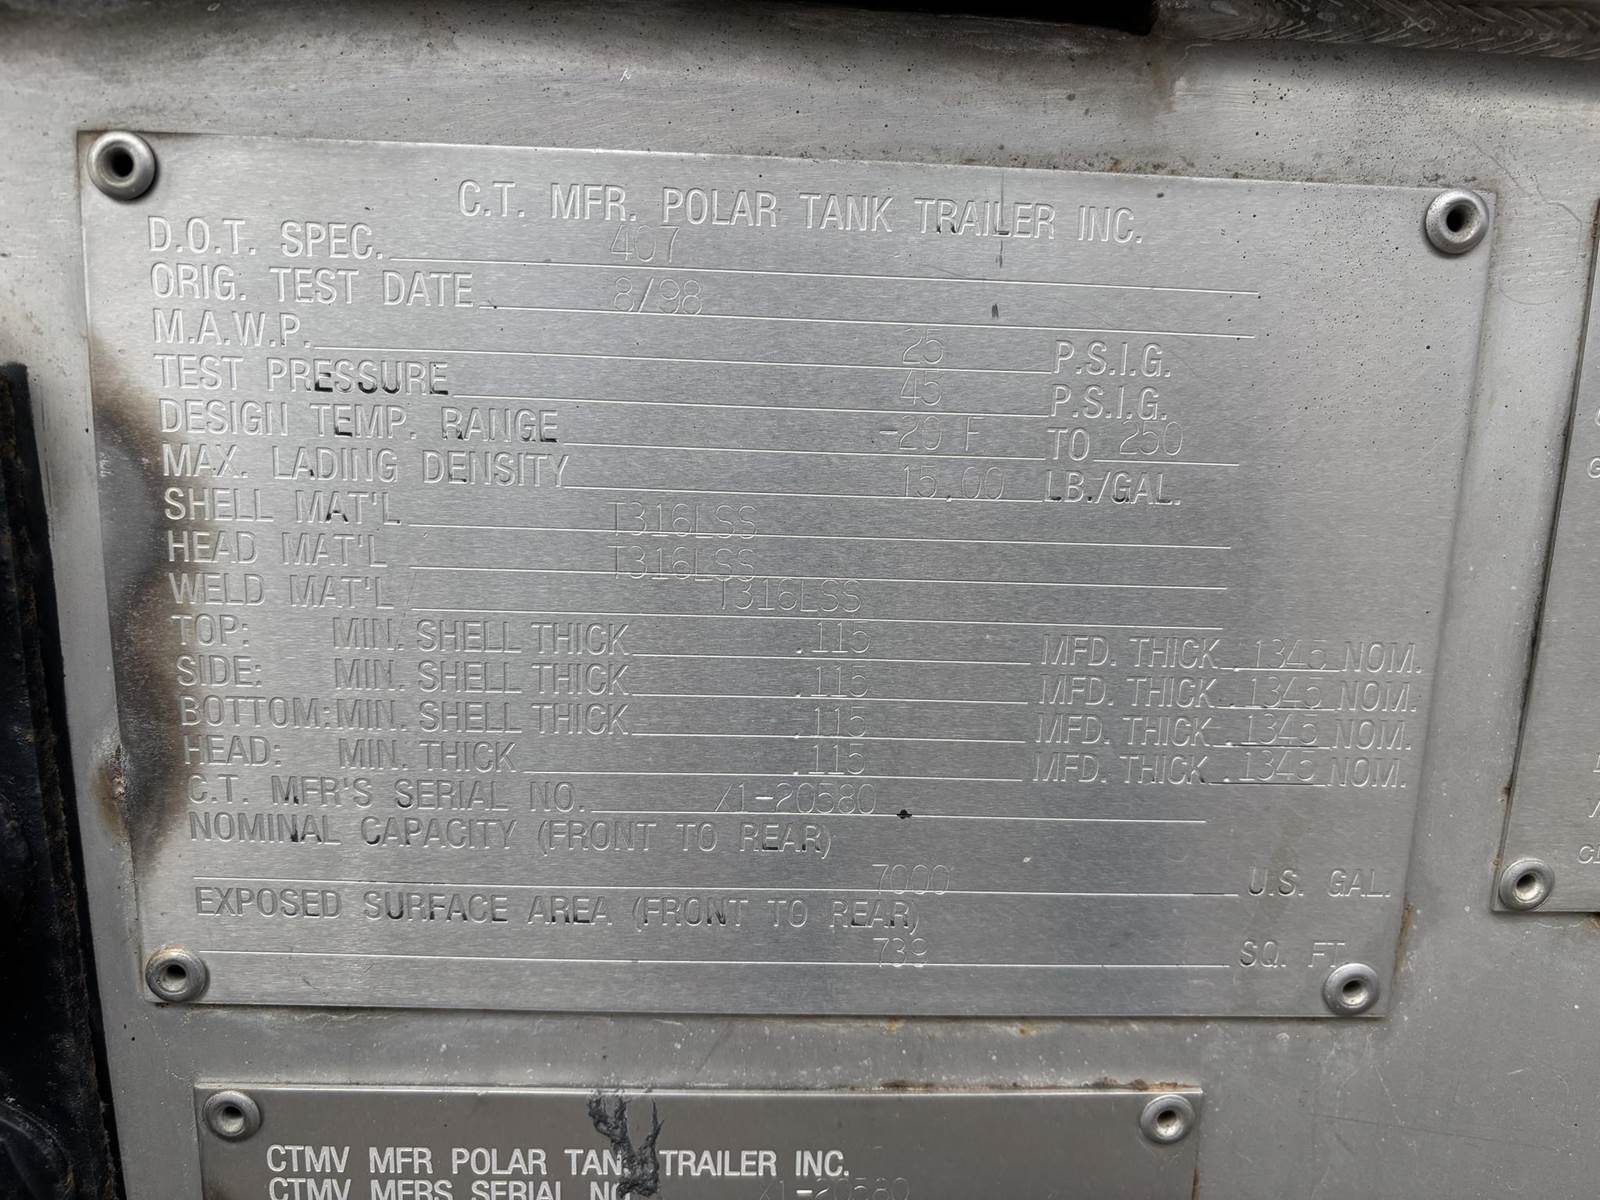 C.T. MFR. POLAR TANK TRAILER INC.
D.O.T. SPEC. 407
ORIG. TEST DATE 8/98
M.A.W.P. 25 P.S.I.G.
TEST PRESSURE 45 P.S.I.G.
DESIGN TEMP. RANGE -20 F TO 250
MAX. LADING DENSITY 15.00 LB./GAL.
SHELL MAT'L T316LSS
HEAD MAT'L T316LSS
WELD MAT'L T316LSS
TOP: MIN. SHELL THICK .115 MFD. THICK .1345 NOM.
SIDE: MIN. SHELL THICK .115 MFD. THICK .1345 NOM.
BOTTOM: MIN. SHELL THICK .115 MFD. THICK .1345 NOM.
HEAD: MIN. THICK .115 MFD. THICK .1345 NOM.
C.T. MFR'S SERIAL NO.
NOMINAL CAPACITY (FRONT TO REAR)
7000 U.S. GAL.
EXPOSED SURFACE AREA (FRONT TO REAR)
739 SQ. FT.
CTMV MFR POLAR TANK TRAILER INC.
CTMV MFRS SERIAL NO